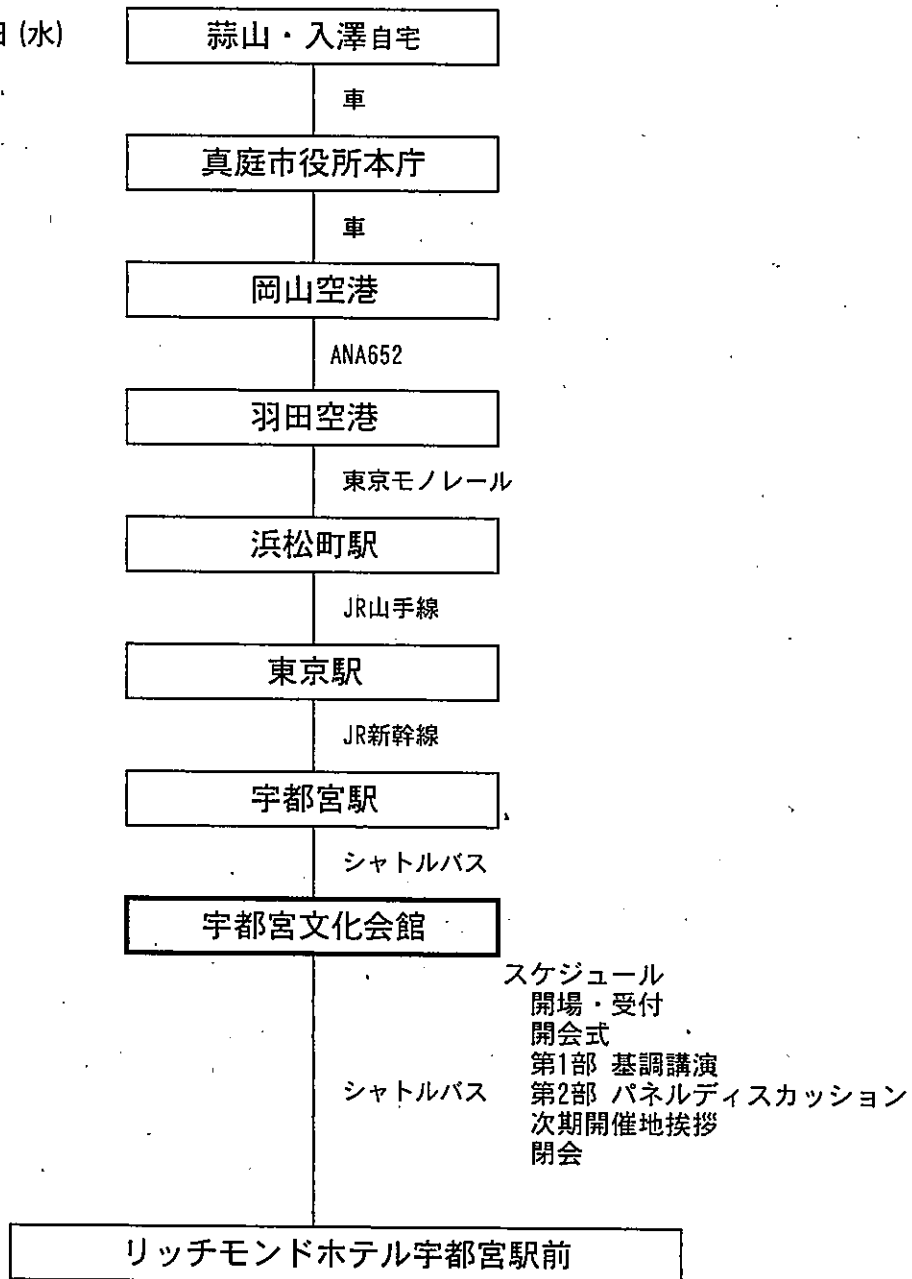 日(水)
蒜山・入澤自宅
車
真庭市役所本庁
車
岡山空港
ANA652
羽田空港
東京モノレール
浜松町駅
JR山手線
東京駅
JR新幹線
宇都宮駅
シャトルバス
宇都宮文化会館
スケジュール
開場・受付
開会式
第1部 基調講演
シャトルバス 第2部 パネルディスカッション
次期開催地挨拶
閉会
リッチモンドホテル宇都宮駅前